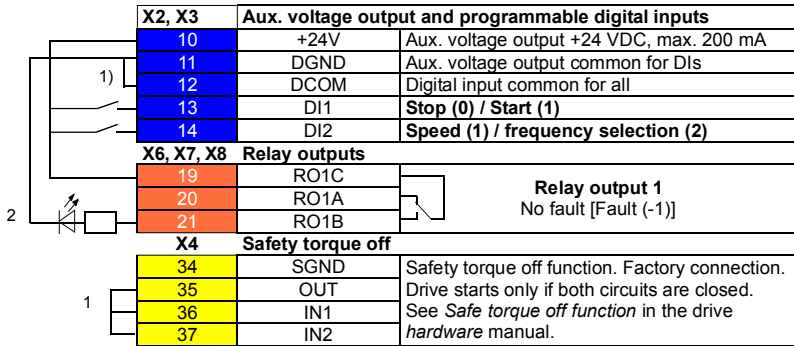 X2, X3 Aux. voltage output and programmable digital inputs
10 +24V Aux. voltage output +24 VDC, max. 200 mA
11 DGND Aux. voltage output common for DIs
1) 12 DCOM Digital input common for all
13 DI1 Stop (0) / Start (1)
14 DI2 Speed (1) / frequency selection (2)
X6, X7, X8 Relay outputs
19 RO1C
20 RO1A Relay output 1
No fault [Fault (-1)]
2 21 RO1B
X4 Safety torque off
34 SGND Safety torque off function. Factory connection.
35 OUT Drive starts only if both circuits are closed.
1 36 IN1 See Safe torque off function in the drive
37 IN2 hardware manual.